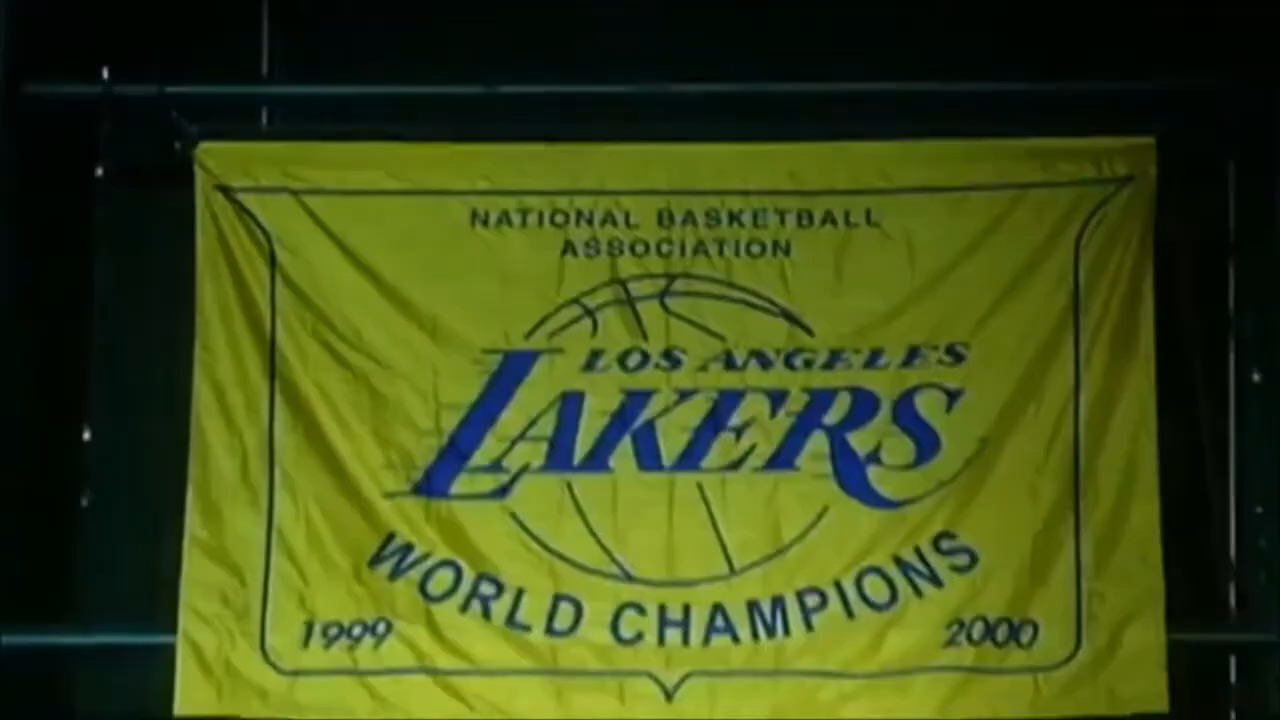 NATIONAL BASKETBALL
ASSOCIATION
LOS ANGELES
LAKERS
WORLD CHAMPIONS
1999 2000